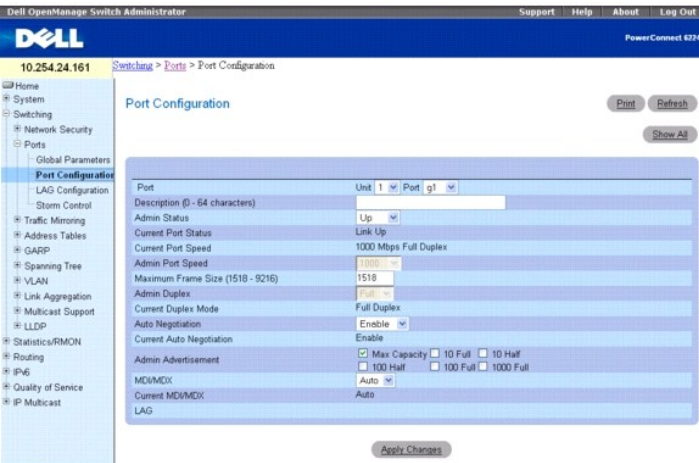 Dell OpenManage Switch Administrator Support Help About Log Out
DELL
PowerConnect 6224
10.254.24.161
Switching > Ports > Port Configuration
Home
System
Switching
Network Security
Ports
Global Parameters
Port Configuration
LAG Configuration
Storm Control
Traffic Mirroring
Address Tables
GARP
Spanning Tree
VLAN
Link Aggregation
Multicast Support
LLDP
Statistics/RMON
Routing
IPv6
Quality of Service
IP Multicast
Port Configuration
Print Refresh
Show All
Port Unit 1 Port g1
Description (0 - 64 characters)
Admin Status Up
Current Port Status Link Up
Current Port Speed 1000 Mbps Full Duplex
Admin Port Speed 1000
Maximum Frame Size (1518 - 9216) 1518
Admin Duplex Full
Current Duplex Mode Full Duplex
Auto Negotiation Enable
Current Auto Negotiation Enable
Admin Advertisement Max Capacity 10 Full 10 Half
100 Half 100 Full 1000 Full
MDI/MDX Auto
Current MDI/MDX Auto
LAG
Apply Changes